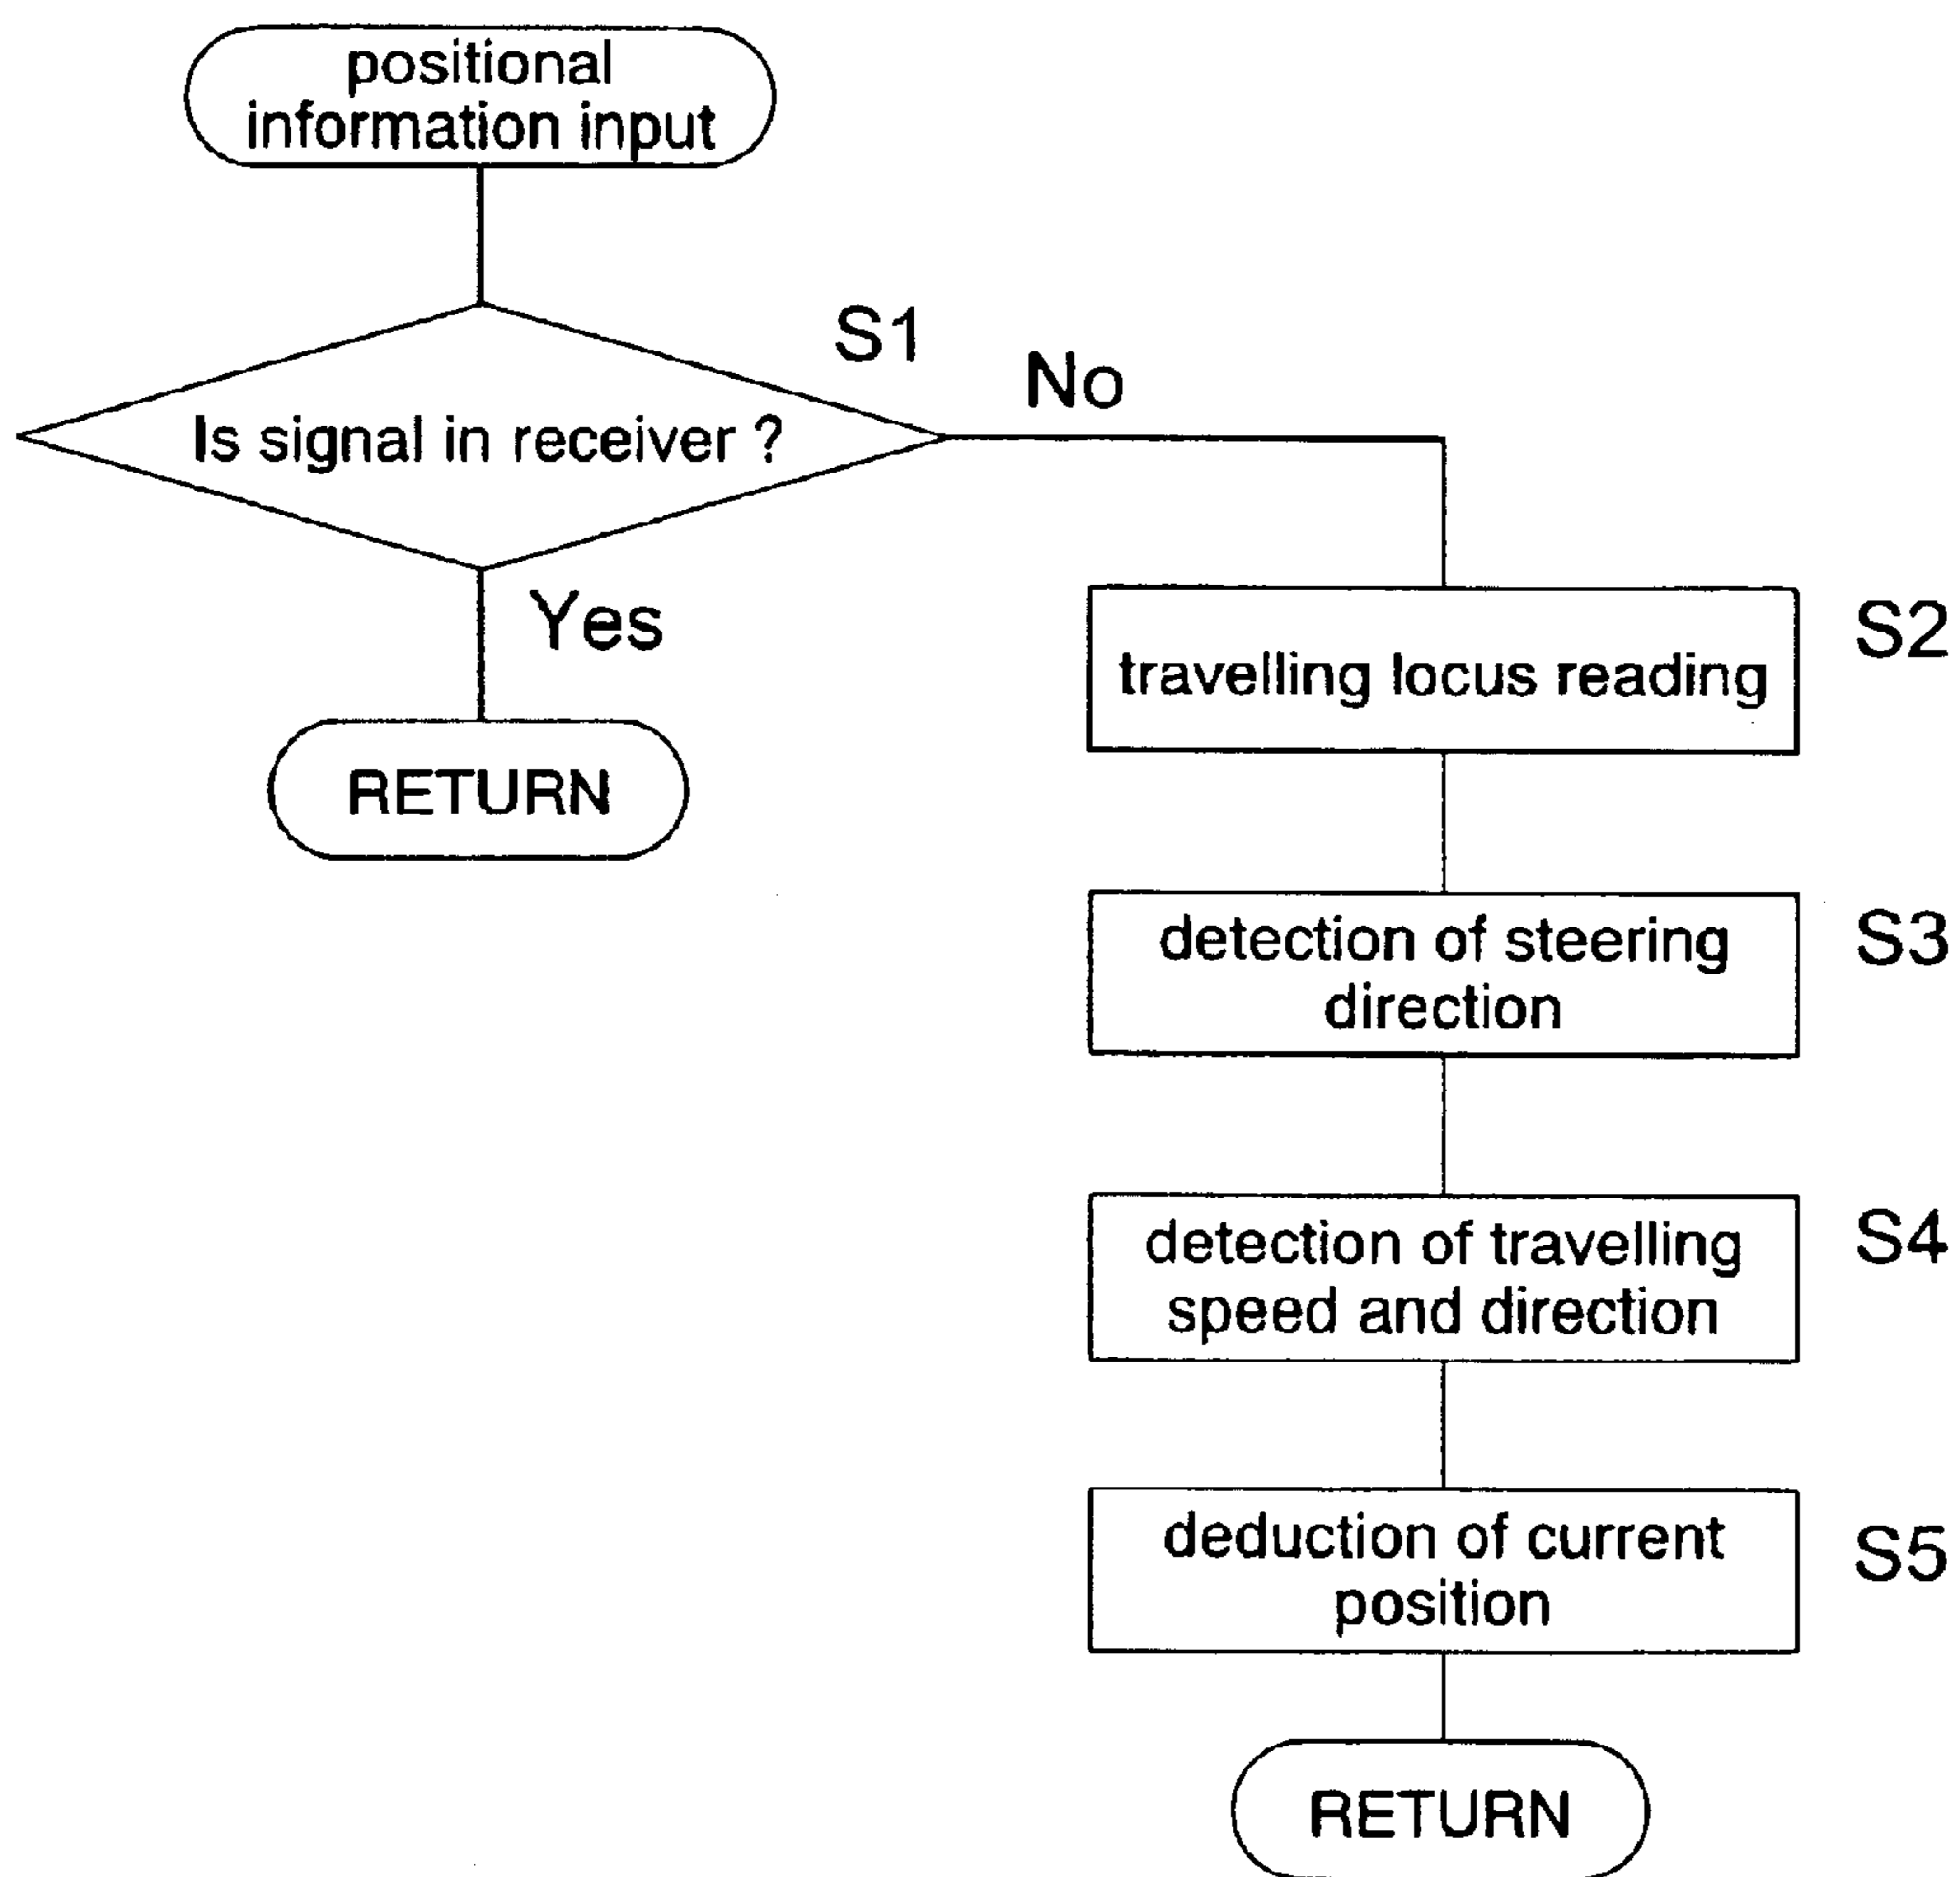 positional
information input
S1
Is signal in receiver ?
No
Yes
RETURN
travelling locus reading
S2
detection of steering
direction
S3
detection of travelling
speed and direction
S4
deduction of current
position
S5
RETURN